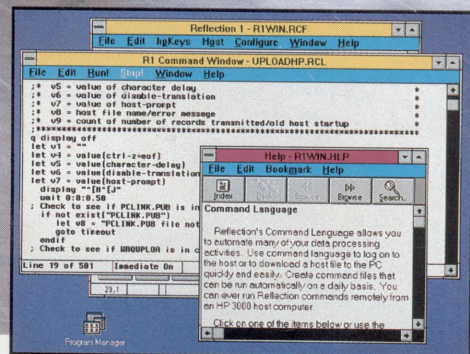 Reflection 1 - R1WIN.RCF
File Edit hpKeys Host Configure Window Help
R1 Command Window - UPLOADHP.RCL
File Edit Run! Stop! Window Help
;* v5 = value of character delay *
;* v6 = value of disable-translation *
;* v7 = value of host-prompt *
;* v8 = host file name/error message *
;* v9 = count of number of records transmitted/old host startup *
q display off
let v1 = ""
let v4 = value(ctrl-z=eof)
let v5 = value(character-delay)
let v6 = value(disable-translation
let v7 = value(host-prompt)
display "^[H^[J"
wait 0:0:0.50
; Check to see if PCLINK.PUB is in
if not exist("PCLINK.PUB")
let v8 = "PCLINK.PUB file not
goto timeout
endif
; Check to see if WRQUPLOA is in
Line 19 of 501 Immediate On
23,1
Help - R1WIN.HLP
File Edit Bookmark Help
Index Back Browse Browse Search
Command Language
Reflection's Command Language allows you
to automate many of your data processing
activities. Use command language to log on to
the host or to download a host file to the PC
quickly and easily. Create command files that
can be run automatically on a daily basis. You
can even run Reflection commands remotely from
an HP 3000 host computer.
Click on one of the items below or use the
Program Manager